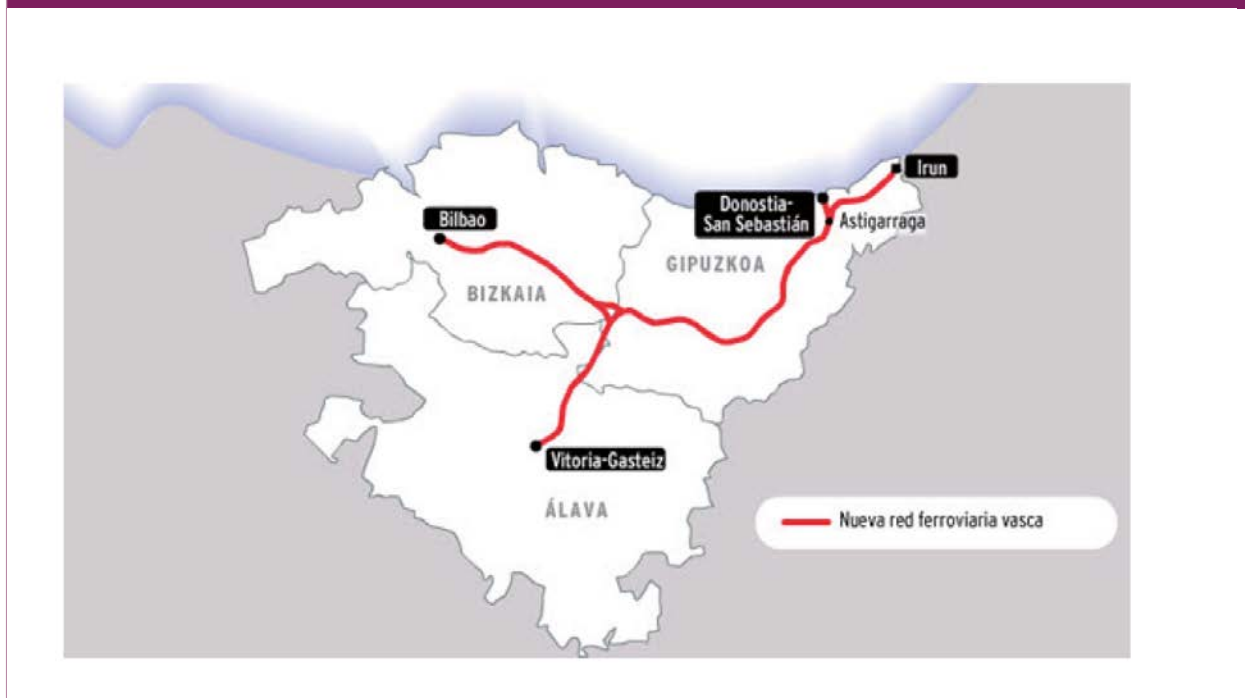 Irun
Donostia-
San Sebastián
Astigarraga
Bilbao
GIPUZKOA
BIZKAIA
Vitoria-Gasteiz
ÁLAVA
Nueva red ferroviaria vasca